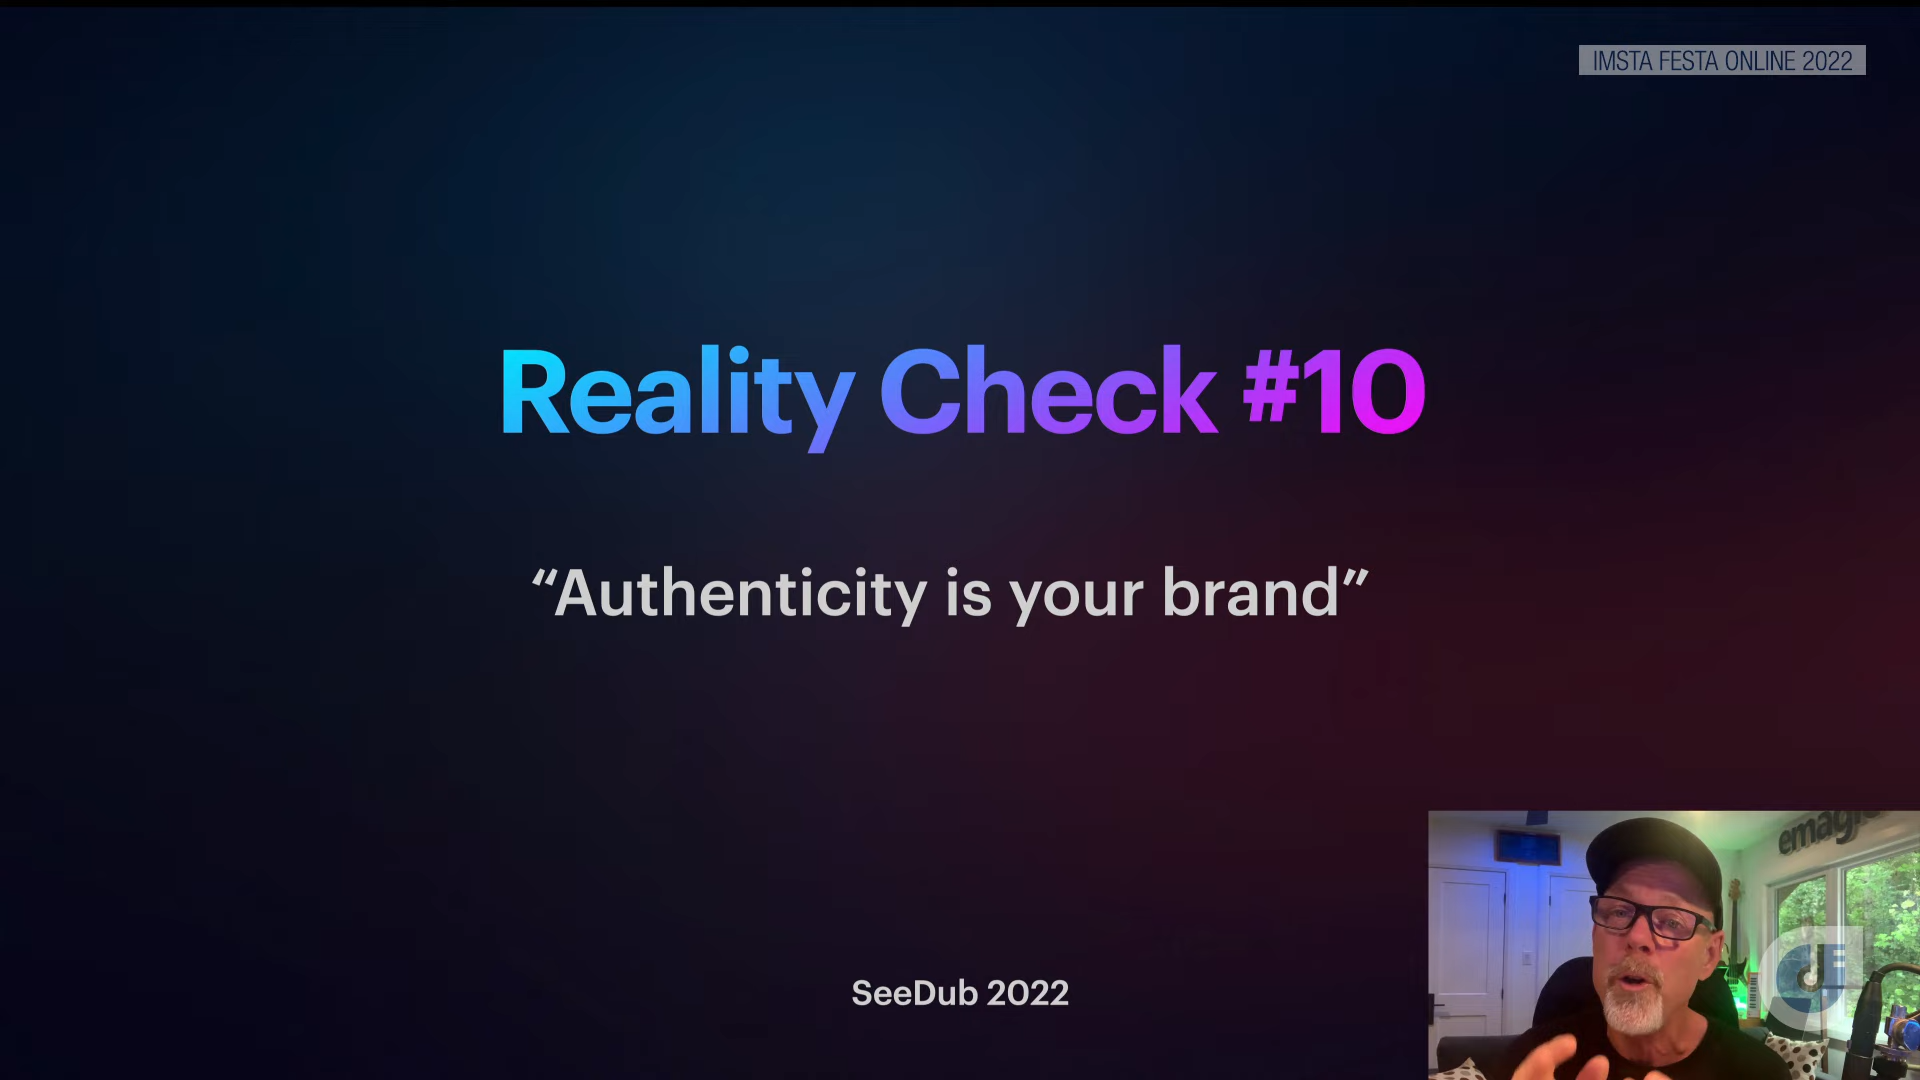 IMSTA FESTA ONLINE 2022
Reality Check #10
“Authenticity is your brand”
SeeDub 2022